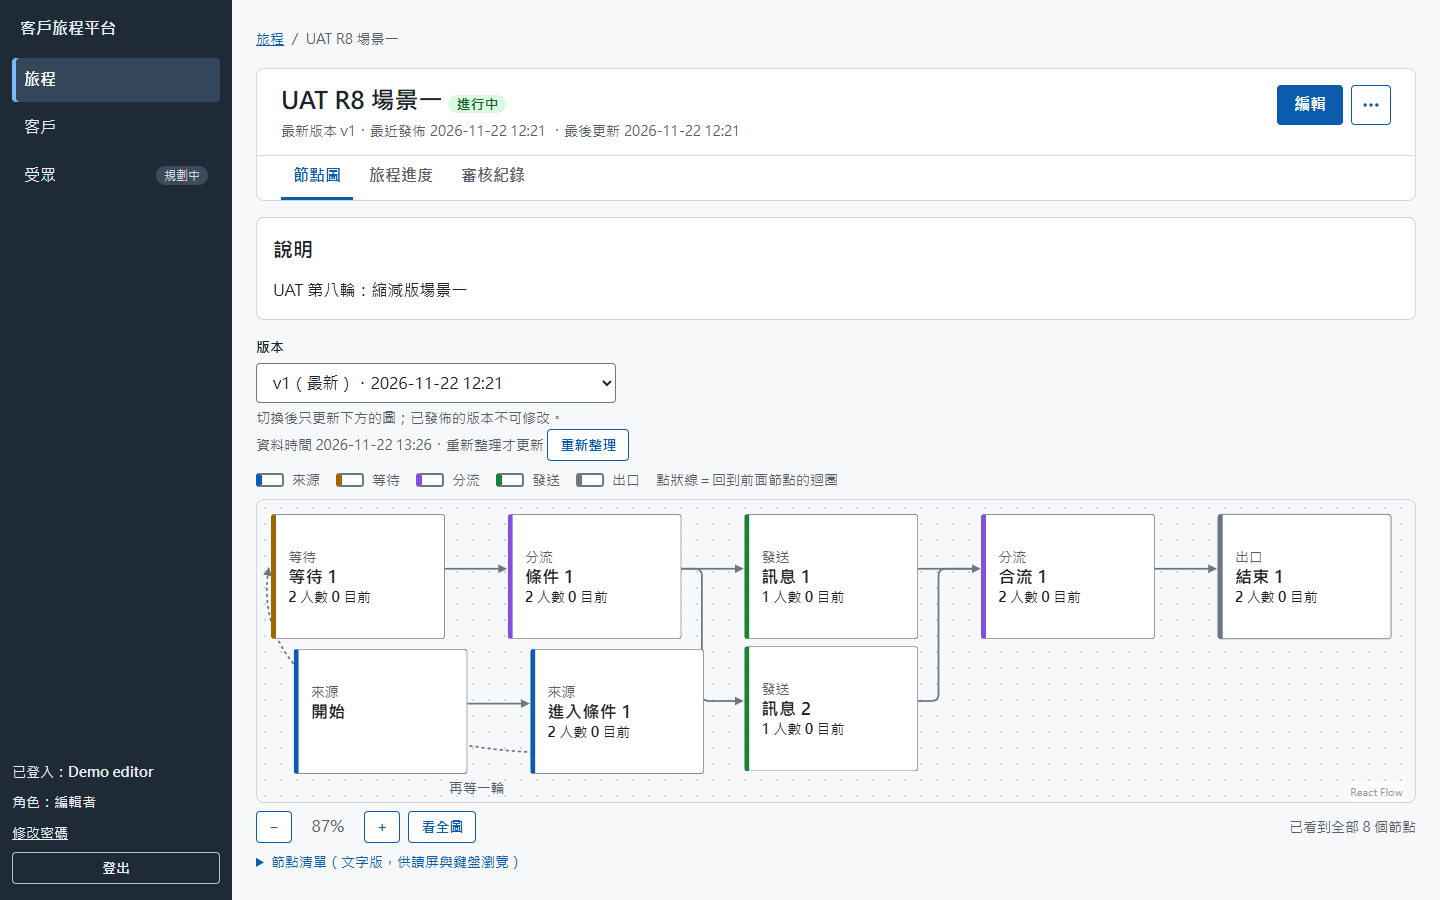 客戶旅程平台
旅程
客戶
受眾 規劃中
已登入：Demo editor
角色：編輯者
修改密碼
登出
旅程 / UAT R8 場景一
UAT R8 場景一 進行中
最新版本 v1 · 最近發佈 2026-11-22 12:21 · 最後更新 2026-11-22 12:21
編輯 ···
節點圖 旅程進度 審核紀錄
說明
UAT 第八輪：縮減版場景一
版本
v1（最新）· 2026-11-22 12:21
切換後只更新下方的圖；已發佈的版本不可修改。
資料時間 2026-11-22 13:26 · 重新整理才更新 重新整理
來源 等待 分流 發送 出口 點狀線＝回到前面節點的迴圈
等待
等待 1
2 人數 0 目前
分流
條件 1
2 人數 0 目前
發送
訊息 1
1 人數 0 目前
分流
合流 1
2 人數 0 目前
出口
結束 1
2 人數 0 目前
來源
開始
來源
進入條件 1
2 人數 0 目前
發送
訊息 2
1 人數 0 目前
再等一輪
React Flow
− 87% + 看全圖
已看到全部 8 個節點
節點清單（文字版，供讀屏與鍵盤瀏覽）